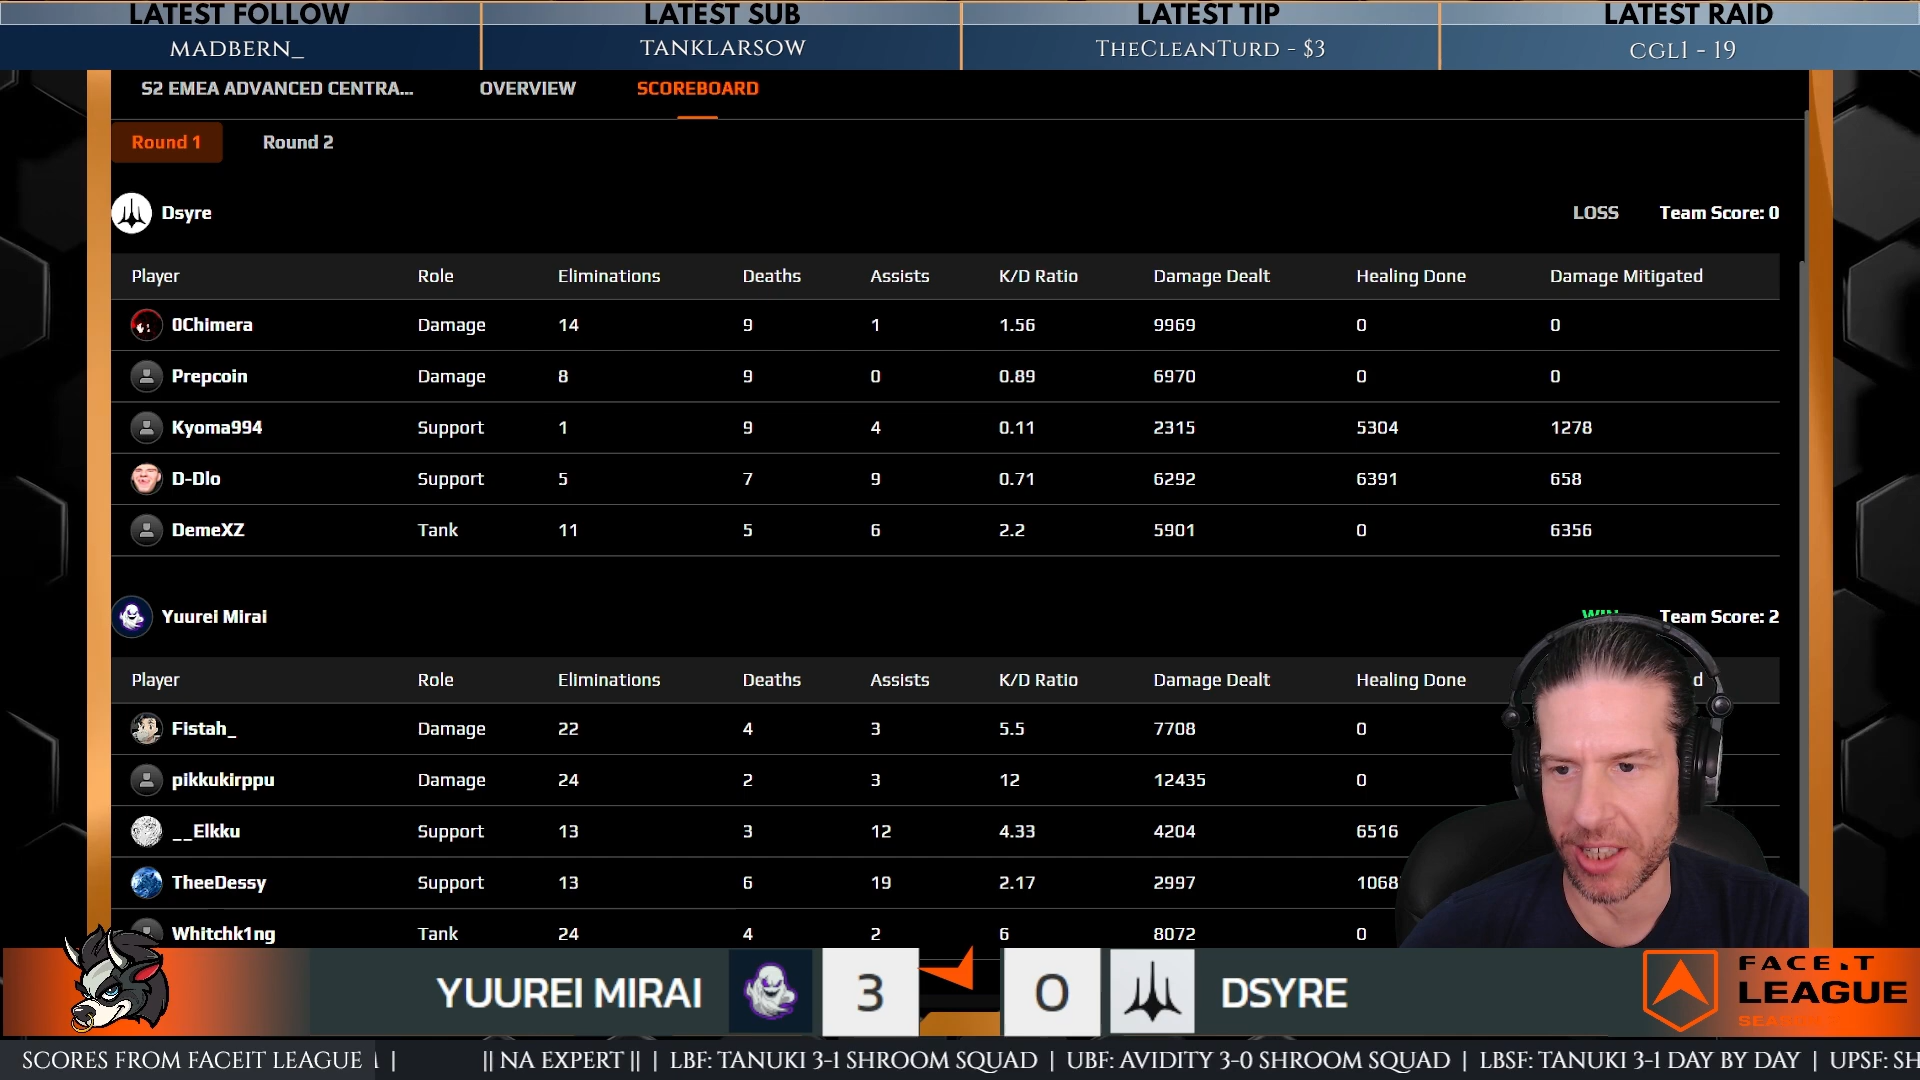 LATEST FOLLOW LATEST SUB LATEST TIP LATEST RAID
MADBERN_ TANKLARSOW THECLEANTURD - $3 CGL1 - 19
S2 EMEA ADVANCED CENTRA... OVERVIEW SCOREBOARD
Round 1 Round 2
Dsyre LOSS Team Score: 0
Player Role Eliminations Deaths Assists K/D Ratio Damage Dealt Healing Done Damage Mitigated
0Chimera Damage 14 9 1 1.56 9969 0 0
Prepcoin Damage 8 9 0 0.89 6970 0 0
Kyoma994 Support 1 9 4 0.11 2315 5304 1278
D-Dlo Support 5 7 9 0.71 6292 6391 658
DemeXZ Tank 11 5 6 2.2 5901 0 6356
Yuurei Mirai WIN Team Score: 2
Player Role Eliminations Deaths Assists K/D Ratio Damage Dealt Healing Done
Fistah_ Damage 22 4 3 5.5 7708 0
pikkukirppu Damage 24 2 3 12 12435 0
__Elkku Support 13 3 12 4.33 4204 6516
TheeDessy Support 13 6 19 2.17 2997 1068
Whitchk1ng Tank 24 4 2 6 8072 0
YUUREI MIRAI 3 0 DSYRE
FACE.IT
LEAGUE
SCORES FROM FACEIT LEAGUE | || NA EXPERT || | LBF: TANUKI 3-1 SHROOM SQUAD | UBF: AVIDITY 3-0 SHROOM SQUAD | LBSF: TANUKI 3-1 DAY BY DAY | UPSF: SH